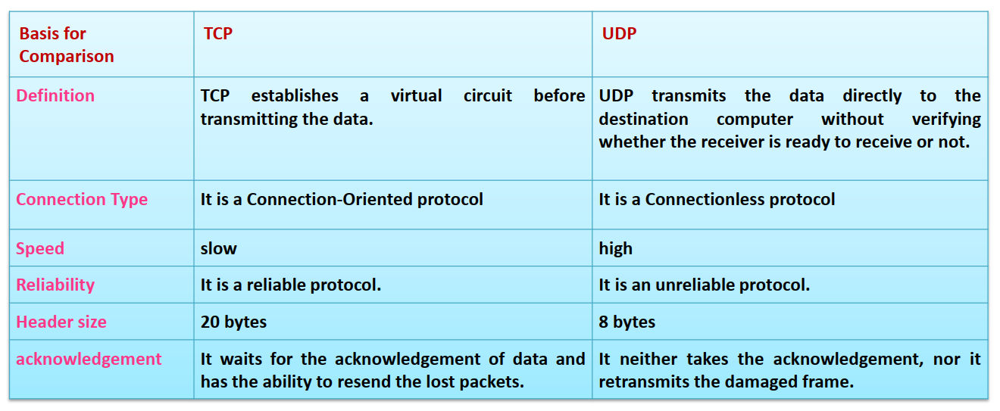 Basis for
Comparison
TCP
UDP
Definition
TCP establishes a virtual circuit before
transmitting the data.
UDP transmits the data directly to the
destination computer without verifying
whether the receiver is ready to receive or not.
Connection Type
It is a Connection-Oriented protocol
It is a Connectionless protocol
Speed
slow
high
Reliability
It is a reliable protocol.
It is an unreliable protocol.
Header size
20 bytes
8 bytes
acknowledgement
It waits for the acknowledgement of data and
has the ability to resend the lost packets.
It neither takes the acknowledgement, nor it
retransmits the damaged frame.